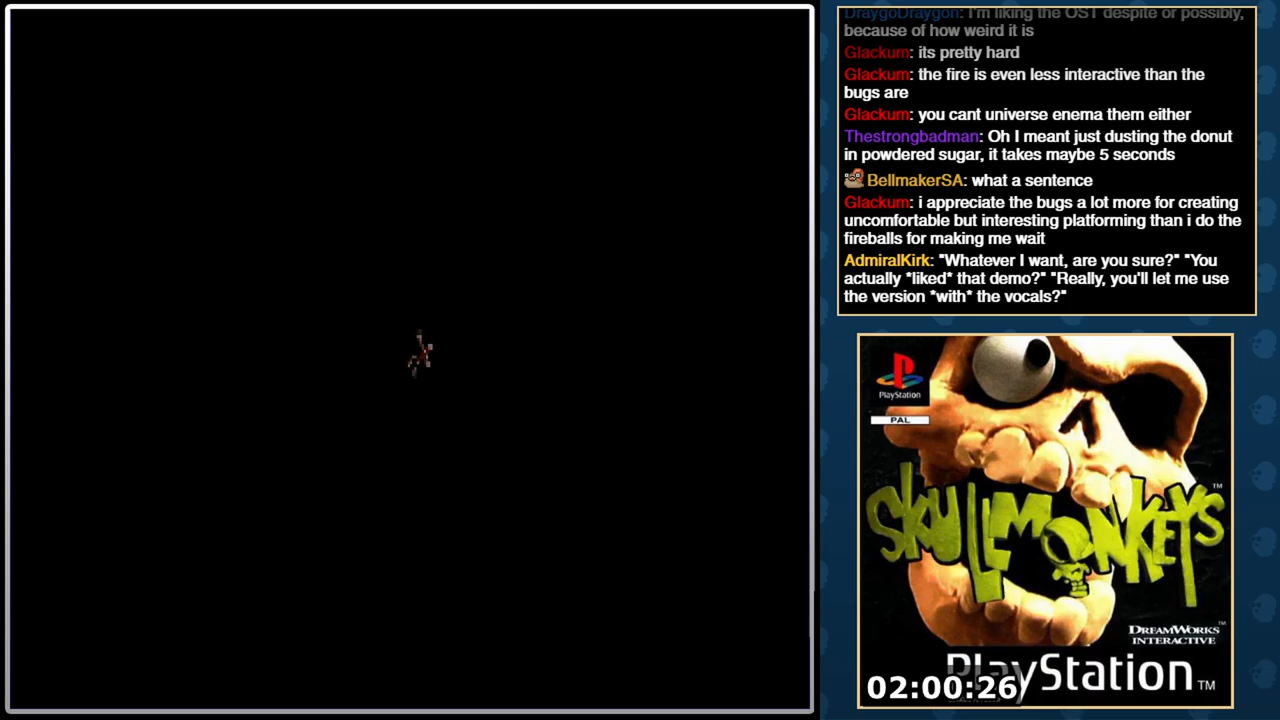 DraygoDraygon: I'm liking the OST despite or possibly,
because of how weird it is
Glackum: its pretty hard
Glackum: the fire is even less interactive than the
bugs are
Glackum: you cant universe enema them either
Thestrongbadman: Oh I meant just dusting the donut
in powdered sugar, it takes maybe 5 seconds
BellmakerSA: what a sentence
Glackum: i appreciate the bugs a lot more for creating
uncomfortable but interesting platforming than i do the
fireballs for making me wait
AdmiralKirk: "Whatever I want, are you sure?" "You
actually *liked* that demo?" "Really, you'll let me use
the version *with* the vocals?"
PlayStation
PAL
SKULLMONKEYS™
DREAMWORKS™
INTERACTIVE
PlayStation™
02:00:26